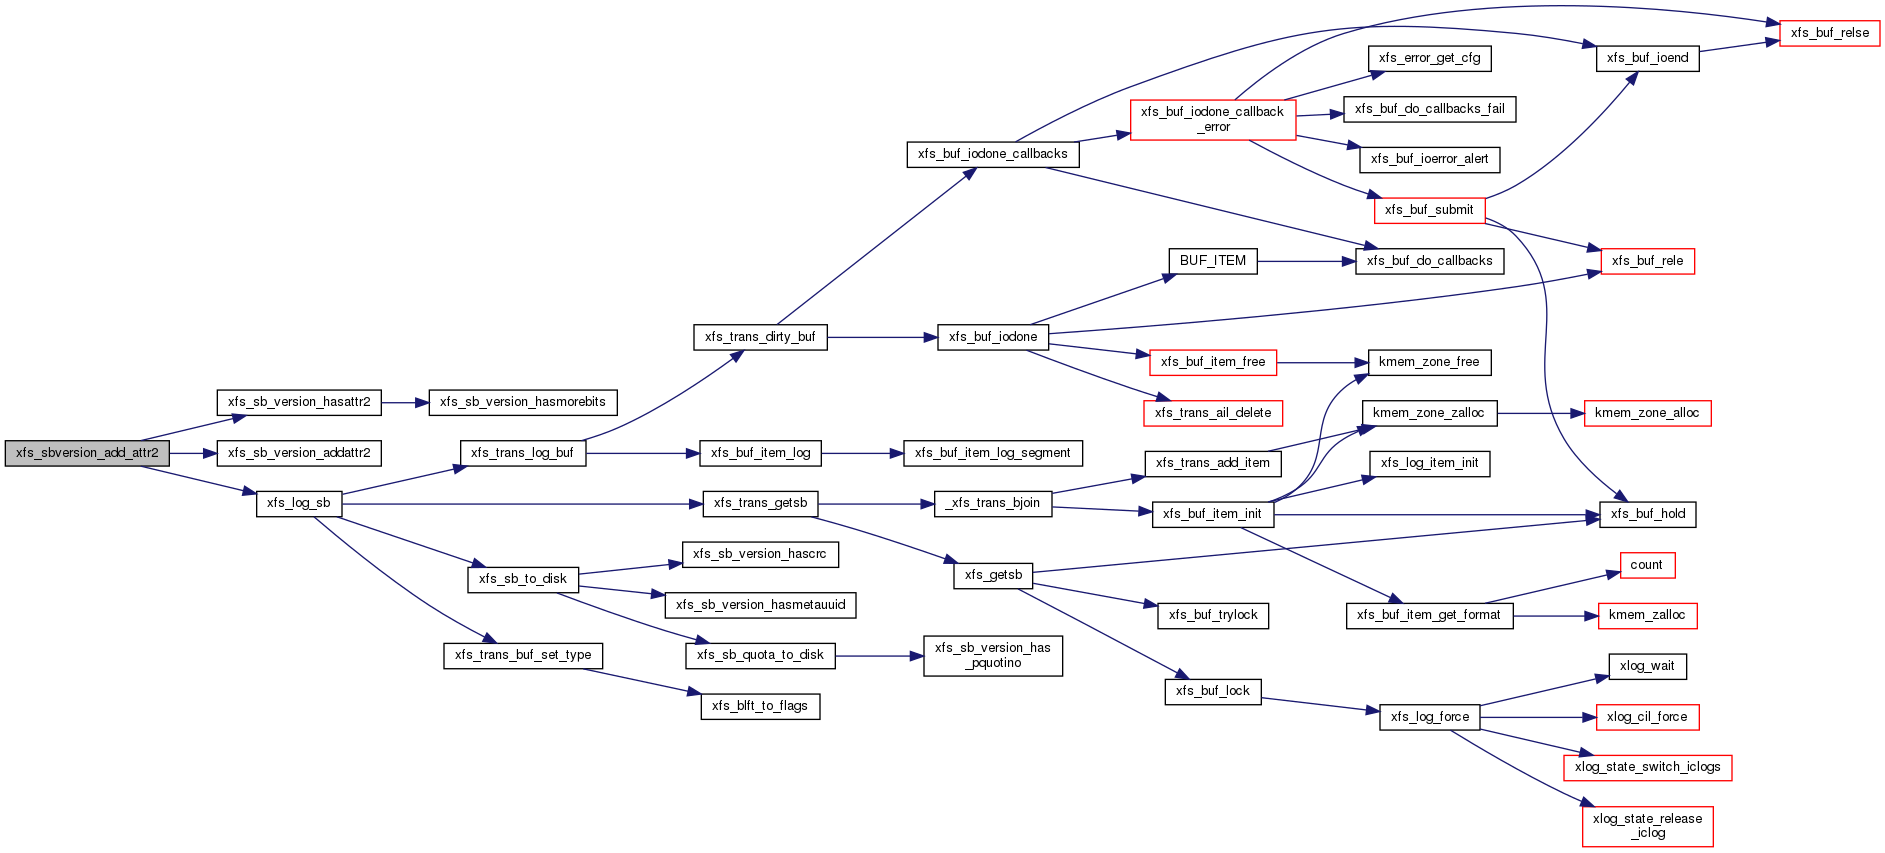 xfs_buf_relse
xfs_error_get_cfg
xfs_buf_ioend
xfs_buf_do_callbacks_fail
xfs_buf_iodone_callback
_error
xfs_buf_iodone_callbacks
xfs_buf_ioerror_alert
xfs_buf_submit
BUF_ITEM
xfs_buf_do_callbacks
xfs_buf_rele
xfs_trans_dirty_buf
xfs_buf_iodone
xfs_buf_item_free
kmem_zone_free
xfs_sb_version_hasattr2
xfs_sb_version_hasmorebits
xfs_trans_ail_delete
kmem_zone_zalloc
kmem_zone_alloc
xfs_sbversion_add_attr2
xfs_sb_version_addattr2
xfs_trans_log_buf
xfs_buf_item_log
xfs_buf_item_log_segment
xfs_trans_add_item
xfs_log_item_init
xfs_log_sb
xfs_trans_getsb
_xfs_trans_bjoin
xfs_buf_item_init
xfs_buf_hold
xfs_sb_version_hascrc
xfs_sb_to_disk
xfs_getsb
count
xfs_sb_version_hasmetauuid
xfs_buf_trylock
xfs_buf_item_get_format
kmem_zalloc
xfs_trans_buf_set_type
xfs_sb_quota_to_disk
xfs_sb_version_has
_pquotino
xlog_wait
xfs_buf_lock
xfs_blft_to_flags
xfs_log_force
xlog_cil_force
xlog_state_switch_iclogs
xlog_state_release
_iclog